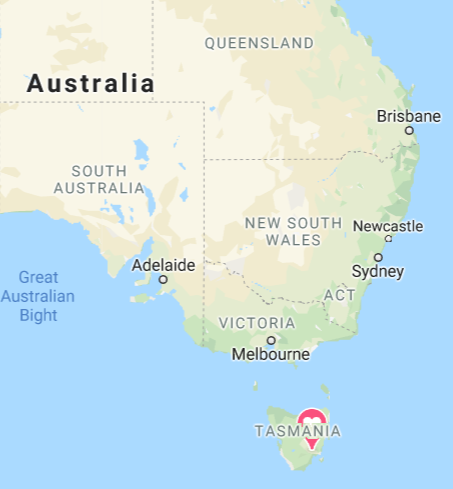 QUEENSLAND
Australia
Brisbane
SOUTH
AUSTRALIA
NEW SOUTH
WALES
Newcastle
Adelaide
Sydney
Great
Australian
Bight
ACT
VICTORIA
Melbourne
TASMANIA